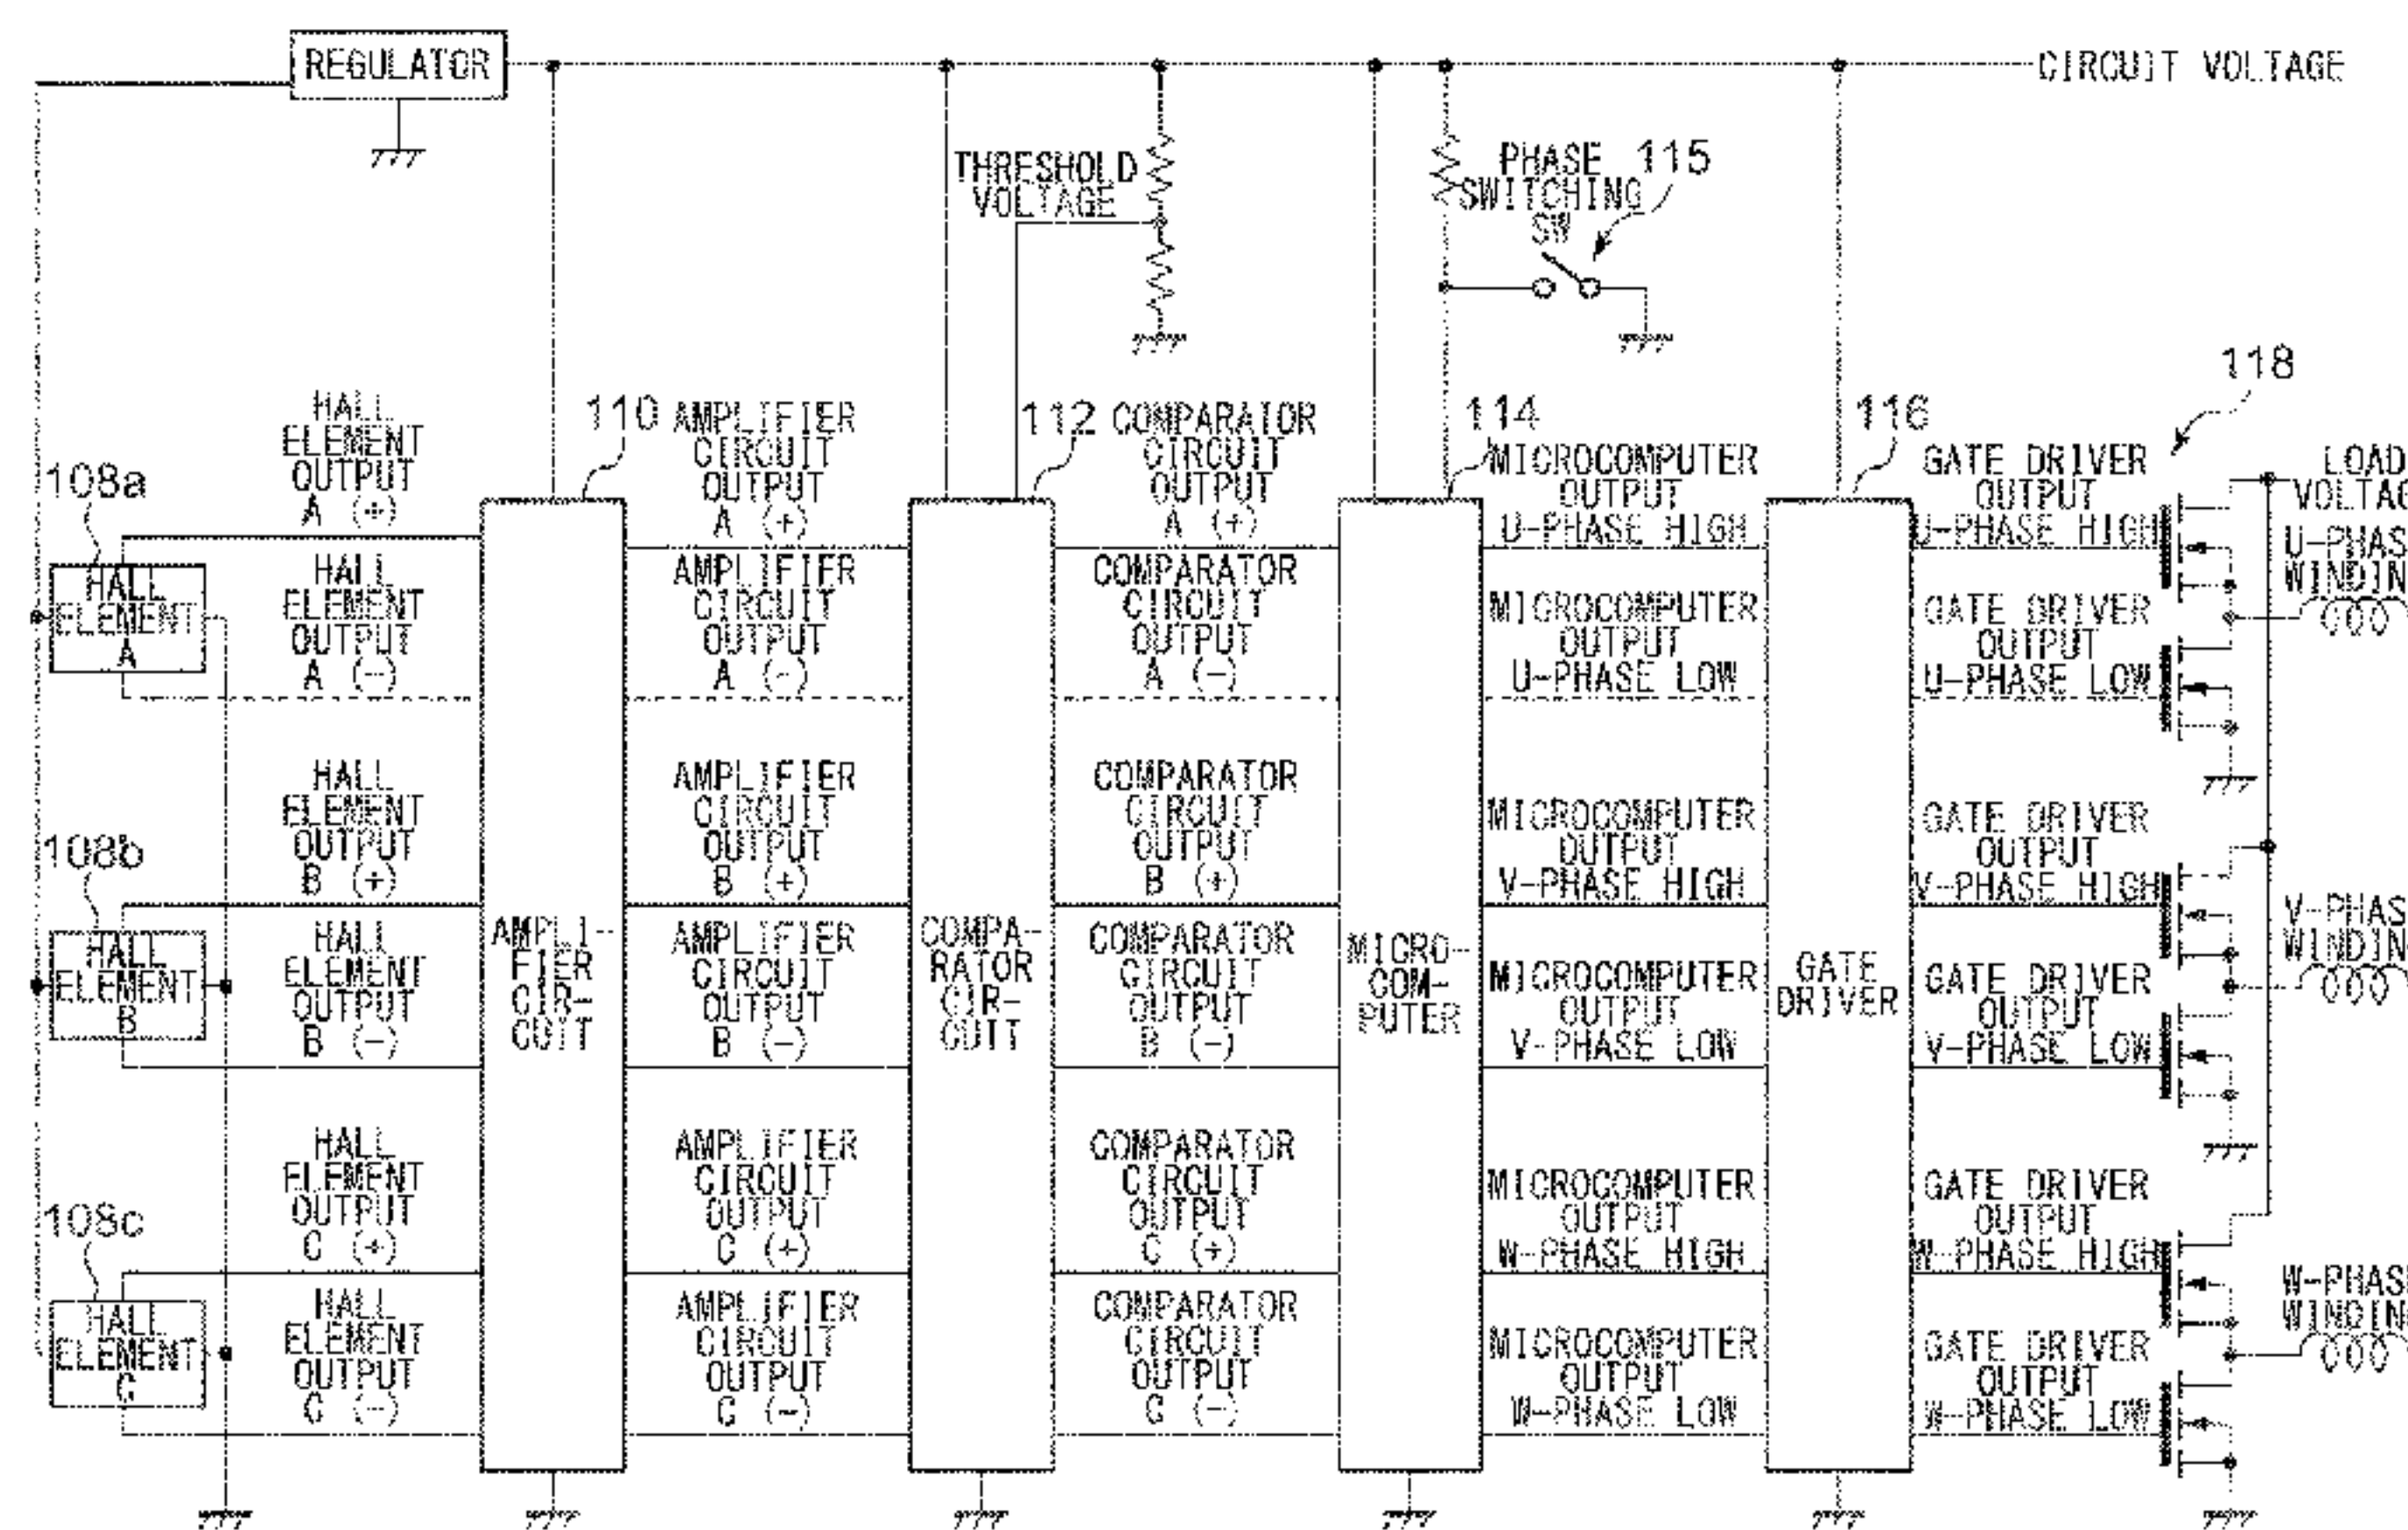 REGULATOR
CIRCUIT VOLTAGE
THRESHOLD
VOLTAGE
PHASE
SWITCHING
SW
115
118
110
112
114
116
108a
HALL
ELEMENT
A
108b
HALL
ELEMENT
B
108c
HALL
ELEMENT
C
HALL
ELEMENT
OUTPUT
A (+)
HALL
ELEMENT
OUTPUT
A (-)
HALL
ELEMENT
OUTPUT
B (+)
HALL
ELEMENT
OUTPUT
B (-)
HALL
ELEMENT
OUTPUT
C (+)
HALL
ELEMENT
OUTPUT
C (-)
AMPLI-
FIER
CIR-
CUIT
AMPLIFIER
CIRCUIT
OUTPUT
A (+)
AMPLIFIER
CIRCUIT
OUTPUT
A (-)
AMPLIFIER
CIRCUIT
OUTPUT
B (+)
AMPLIFIER
CIRCUIT
OUTPUT
B (-)
AMPLIFIER
CIRCUIT
OUTPUT
C (+)
AMPLIFIER
CIRCUIT
OUTPUT
C (-)
COMPA-
RATOR
CIR-
CUIT
COMPARATOR
CIRCUIT
OUTPUT
A (+)
COMPARATOR
CIRCUIT
OUTPUT
A (-)
COMPARATOR
CIRCUIT
OUTPUT
B (+)
COMPARATOR
CIRCUIT
OUTPUT
B (-)
COMPARATOR
CIRCUIT
OUTPUT
C (+)
COMPARATOR
CIRCUIT
OUTPUT
C (-)
MICRO-
COM-
PUTER
MICROCOMPUTER
OUTPUT
U-PHASE HIGH
MICROCOMPUTER
OUTPUT
U-PHASE LOW
MICROCOMPUTER
OUTPUT
V-PHASE HIGH
MICROCOMPUTER
OUTPUT
V-PHASE LOW
MICROCOMPUTER
OUTPUT
W-PHASE HIGH
MICROCOMPUTER
OUTPUT
W-PHASE LOW
GATE
DRIVER
GATE DRIVER
OUTPUT
U-PHASE HIGH
GATE DRIVER
OUTPUT
U-PHASE LOW
GATE DRIVER
OUTPUT
V-PHASE HIGH
GATE DRIVER
OUTPUT
V-PHASE LOW
GATE DRIVER
OUTPUT
W-PHASE HIGH
GATE DRIVER
OUTPUT
W-PHASE LOW
LOAD
VOLTAG
U-PHAS
WINDIN
V-PHAS
WINDIN
W-PHAS
WINDIN